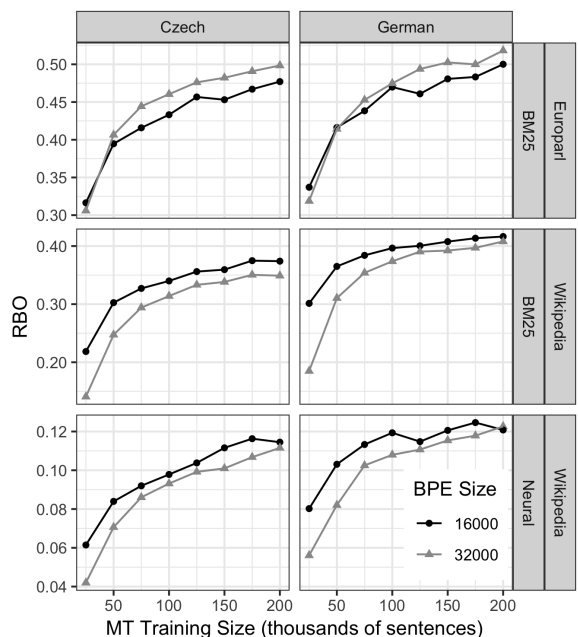 Czech
German
0.50
0.45
0.40
0.35
0.30
BM25
Europarl
0.40
0.30
0.20
BM25
Wikipedia
RBO
0.12
0.10
0.08
0.06
0.04
Neural
Wikipedia
BPE Size
16000
32000
50
100
150
200
50
100
150
200
MT Training Size (thousands of sentences)